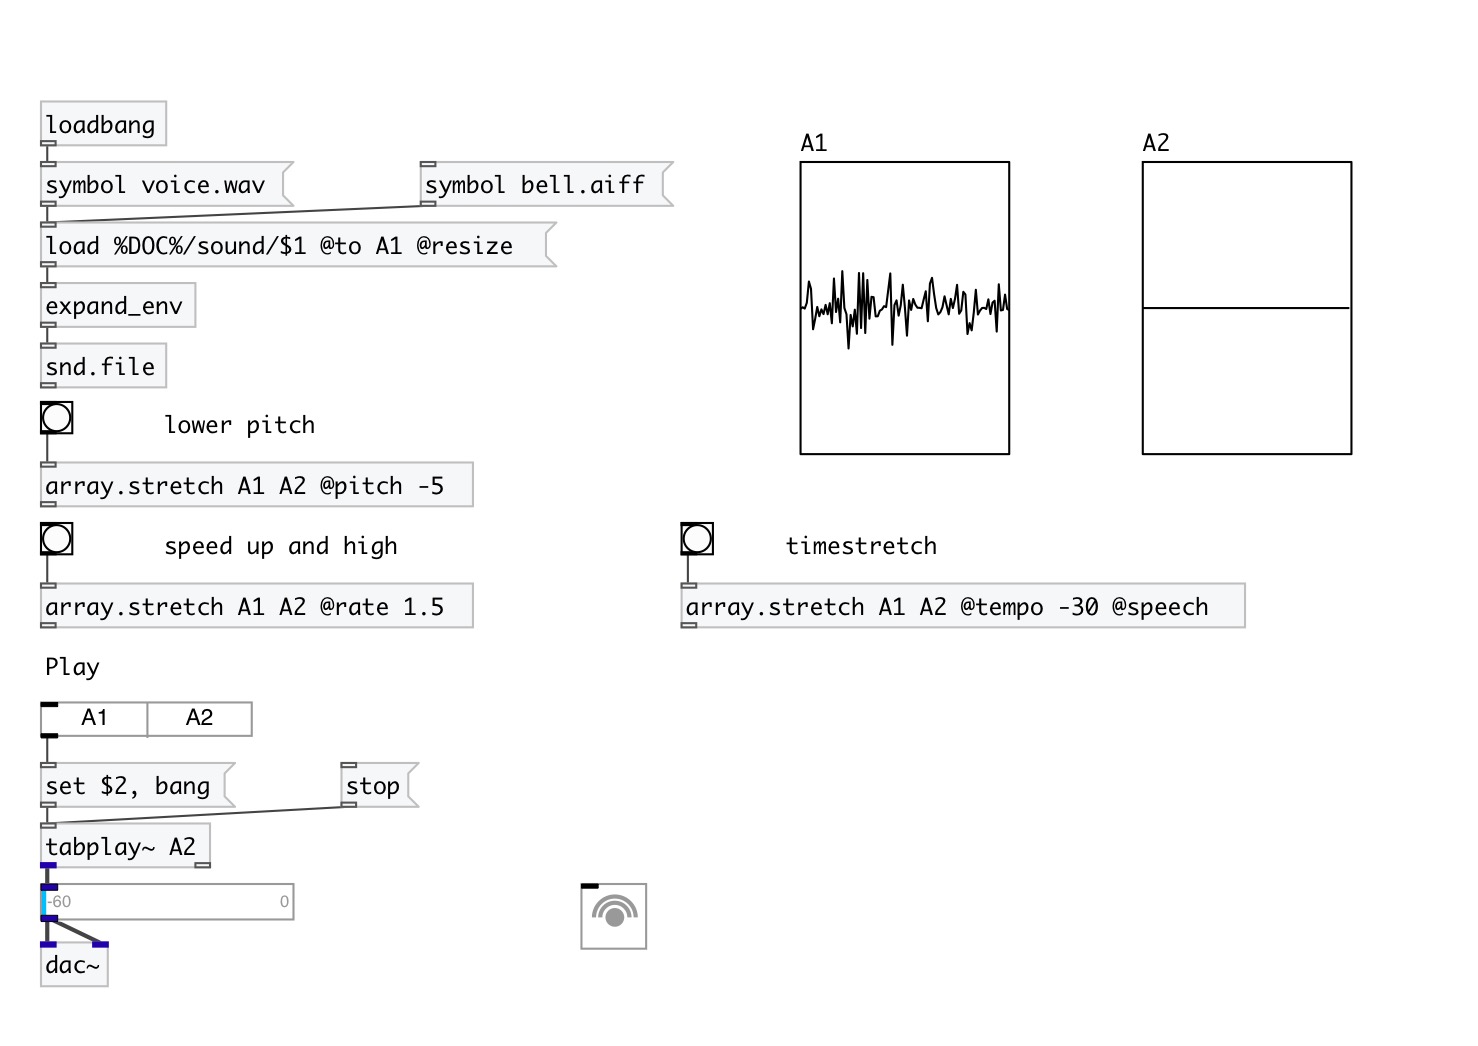 loadbang
symbol voice.wav
symbol bell.aiff
load %DOC%/sound/$1 @to A1 @resize
expand_env
snd.file
A1
A2
lower pitch
array.stretch A1 A2 @pitch -5
speed up and high
array.stretch A1 A2 @rate 1.5
timestretch
array.stretch A1 A2 @tempo -30 @speech
Play
A1 A2
set $2, bang
stop
tabplay~ A2
-60 0
dac~